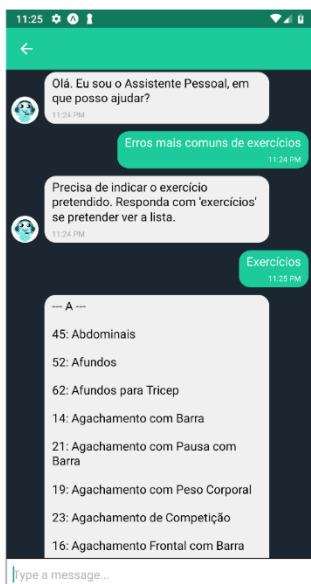 11:25
Olá. Eu sou o Assistente Pessoal, em
que posso ajudar?
11:24 PM
Erros mais comuns de exercícios
11:24 PM
Precisa de indicar o exercício
pretendido. Responda com 'exercícios'
se pretender ver a lista.
11:24 PM
Exercícios
11:25 PM
--- A ---
45: Abdominais
52: Afundos
62: Afundos para Tricep
14: Agachamento com Barra
21: Agachamento com Pausa com
Barra
19: Agachamento com Peso Corporal
23: Agachamento de Competição
16: Agachamento Frontal com Barra
Type a message...